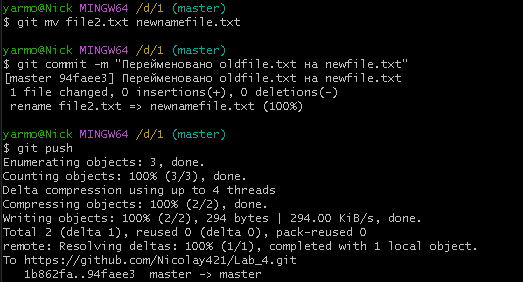 yarmo@Nick MINGW64 /d/1 (master)
$ git mv file2.txt newnamefile.txt
yarmo@Nick MINGW64 /d/1 (master)
$ git commit -m "Перейменовано oldfile.txt на newfile.txt"
[master 94faee3] Перейменовано oldfile.txt на newfile.txt
1 file changed, 0 insertions(+), 0 deletions(-)
rename file2.txt => newnamefile.txt (100%)
yarmo@Nick MINGW64 /d/1 (master)
$ git push
Enumerating objects: 3, done.
Counting objects: 100% (3/3), done.
Delta compression using up to 4 threads
Compressing objects: 100% (2/2), done.
Writing objects: 100% (2/2), 294 bytes | 294.00 KiB/s, done.
Total 2 (delta 1), reused 0 (delta 0), pack-reused 0
remote: Resolving deltas: 100% (1/1), completed with 1 local object.
To https://github.com/Nicolay421/Lab_4.git
1b862fa..94faee3  master -> master